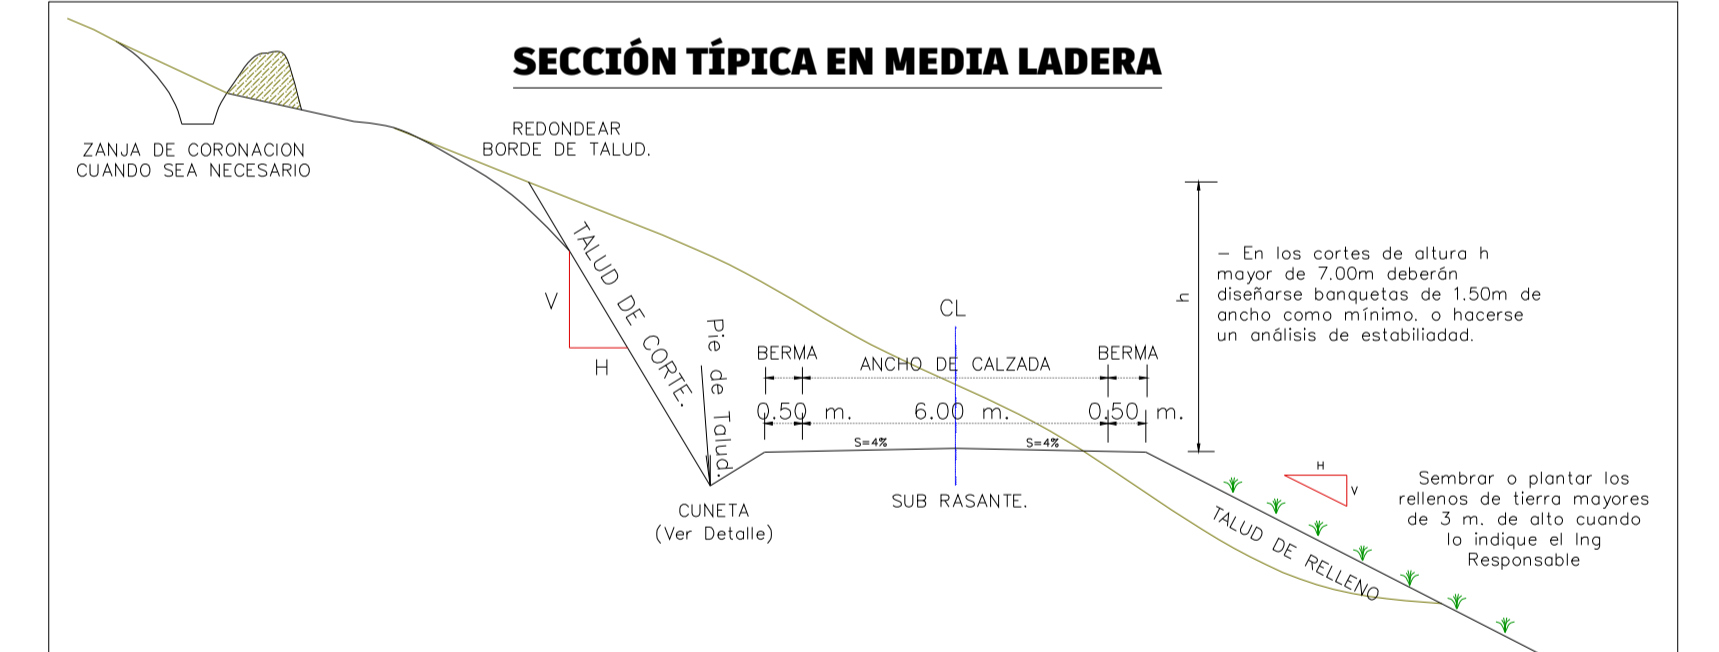 SECCIÓN TÍPICA EN MEDIA LADERA
ZANJA DE CORONACION
CUANDO SEA NECESARIO
REDONDEAR
BORDE DE TALUD.
TALUD DE CORTE.
V
H
Pie de Talud.
CUNETA
(Ver Detalle)
CL
BERMA
ANCHO DE CALZADA
BERMA
0.50 m.
6.00 m.
0.50 m.
S=4%
S=4%
SUB RASANTE.
h
– En los cortes de altura h
mayor de 7.00m deberán
diseñarse banquetas de 1.50m de
ancho como mínimo. o hacerse
un análisis de estabiliadad.
H
V
TALUD DE RELLENO
Sembrar o plantar los
rellenos de tierra mayores
de 3 m. de alto cuando
lo indique el Ing
Responsable